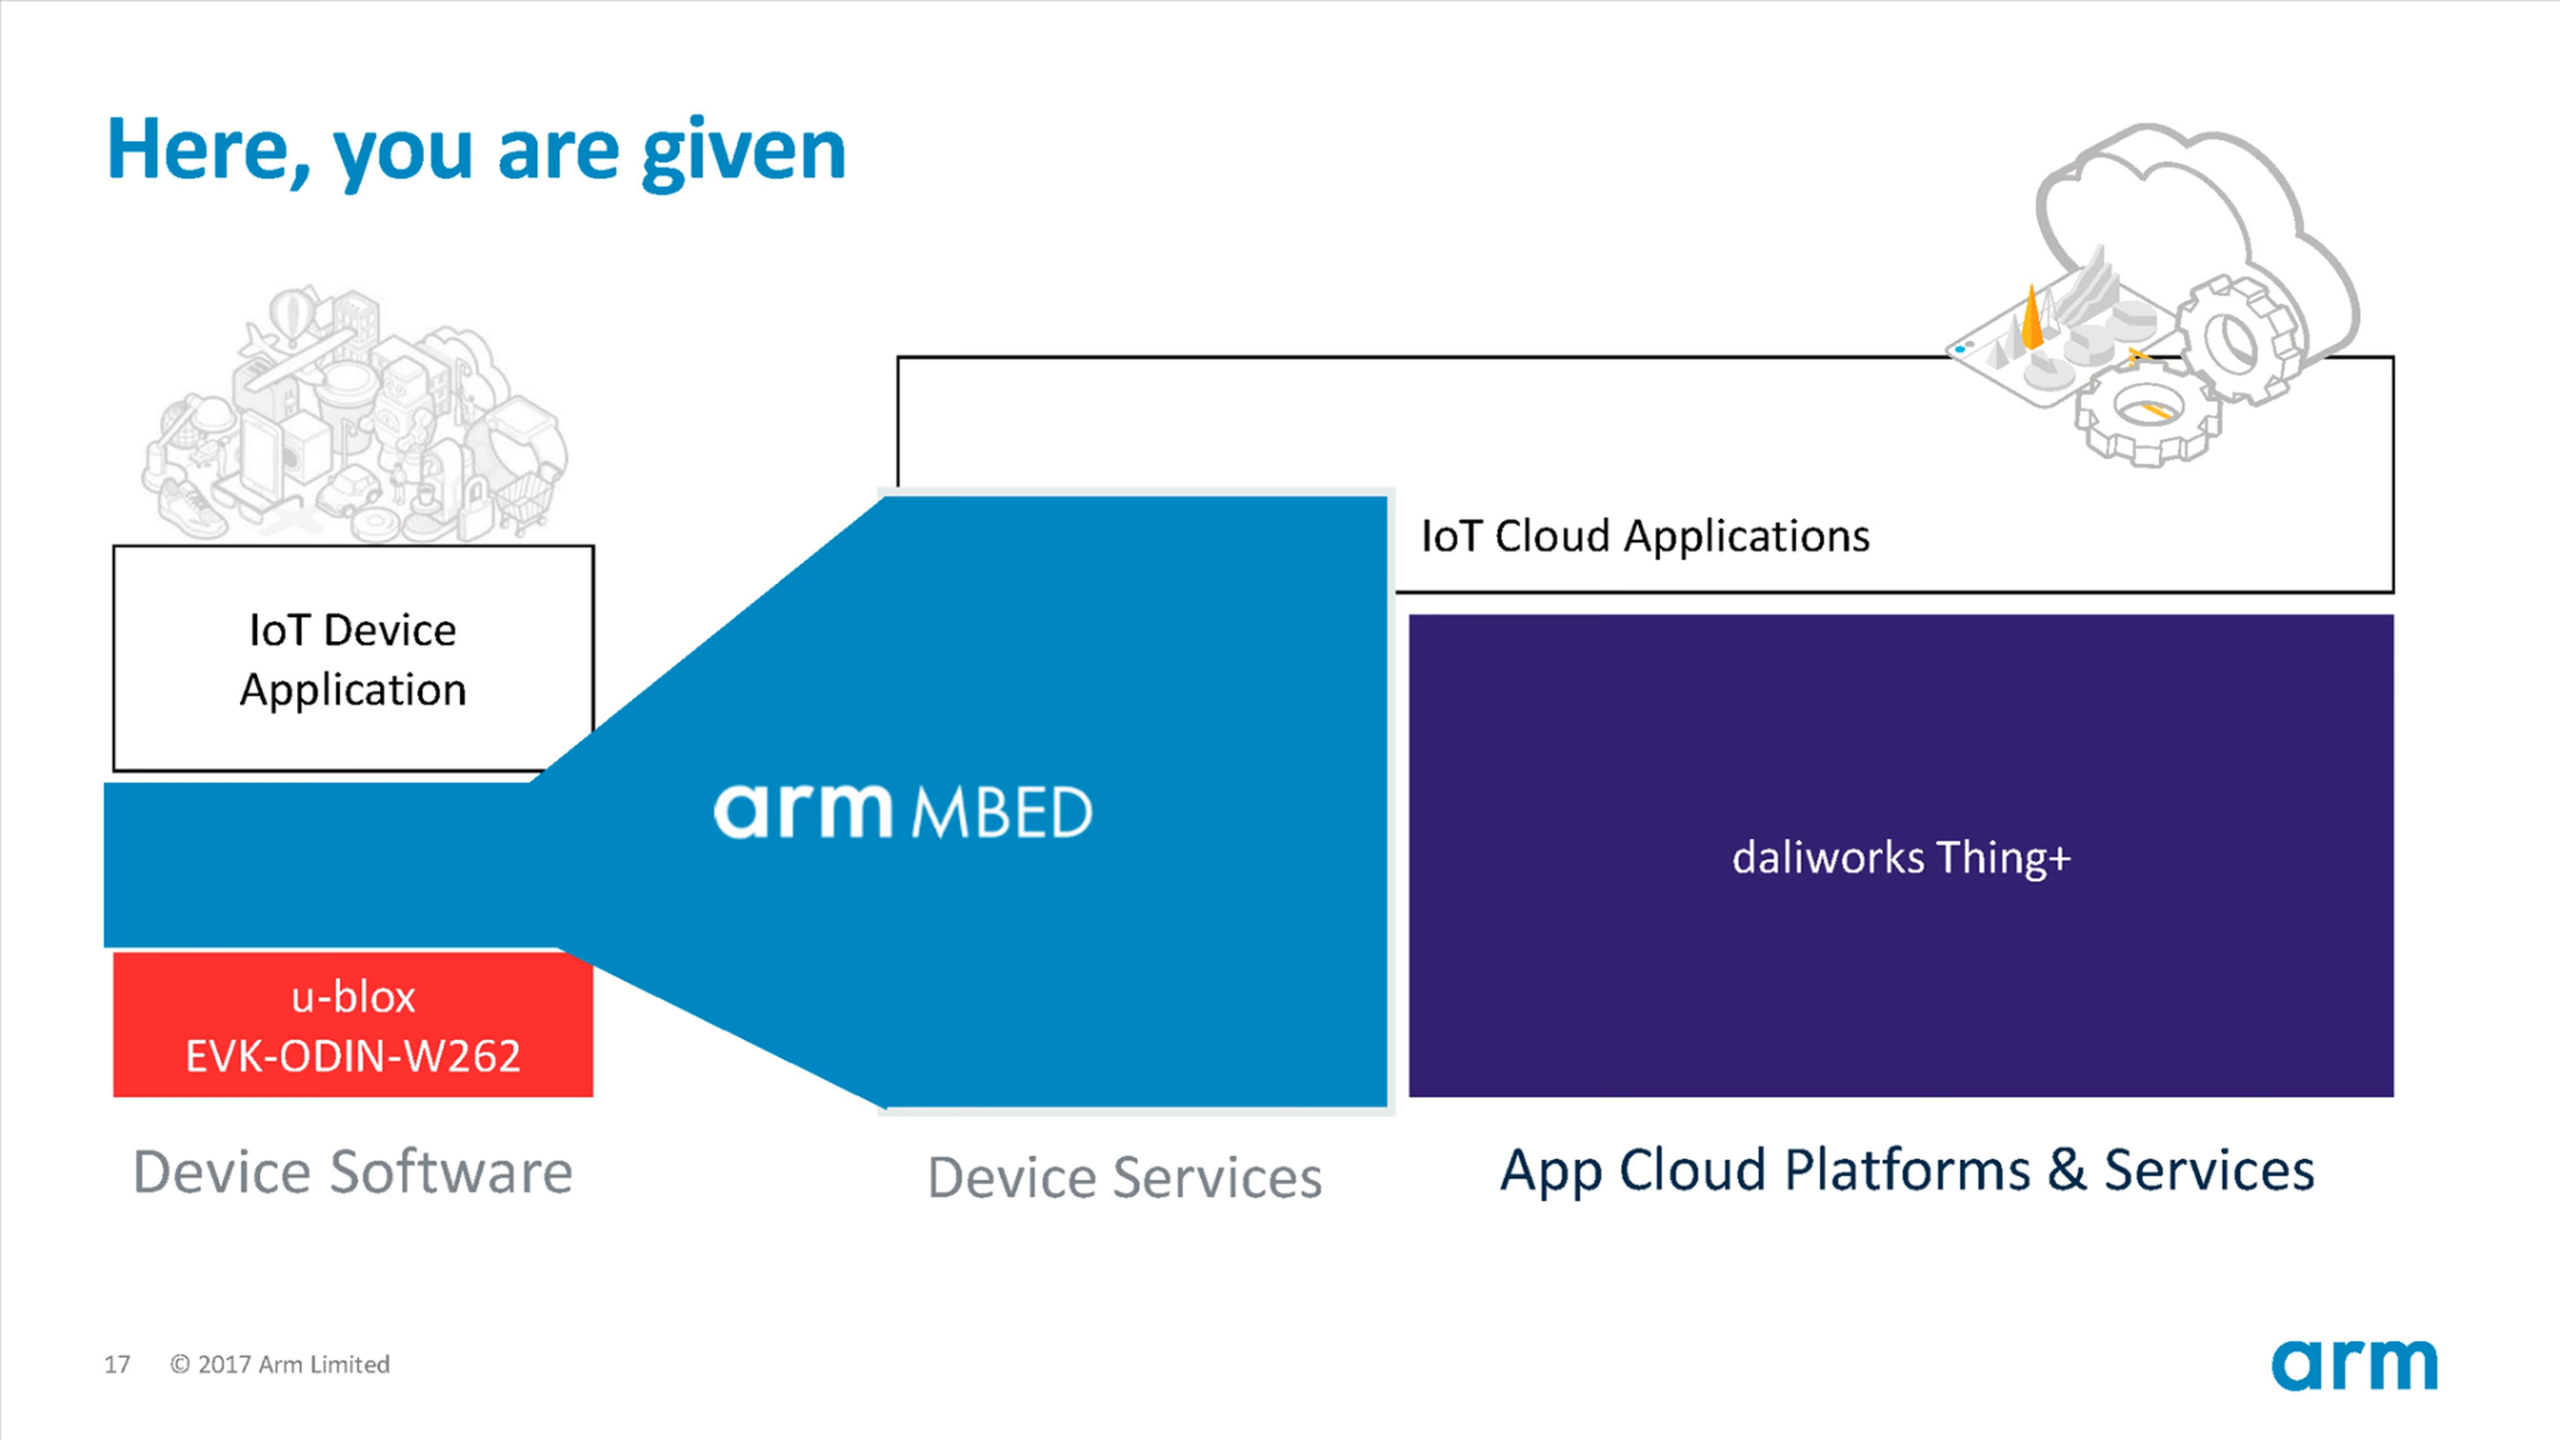 Here, you are given
IoT Device
Application
IoT Cloud Applications
arm MBED
daliworks Thing+
u-blox
EVK-ODIN-W262
Device Software
Device Services
App Cloud Platforms & Services
17 © 2017 Arm Limited
arm